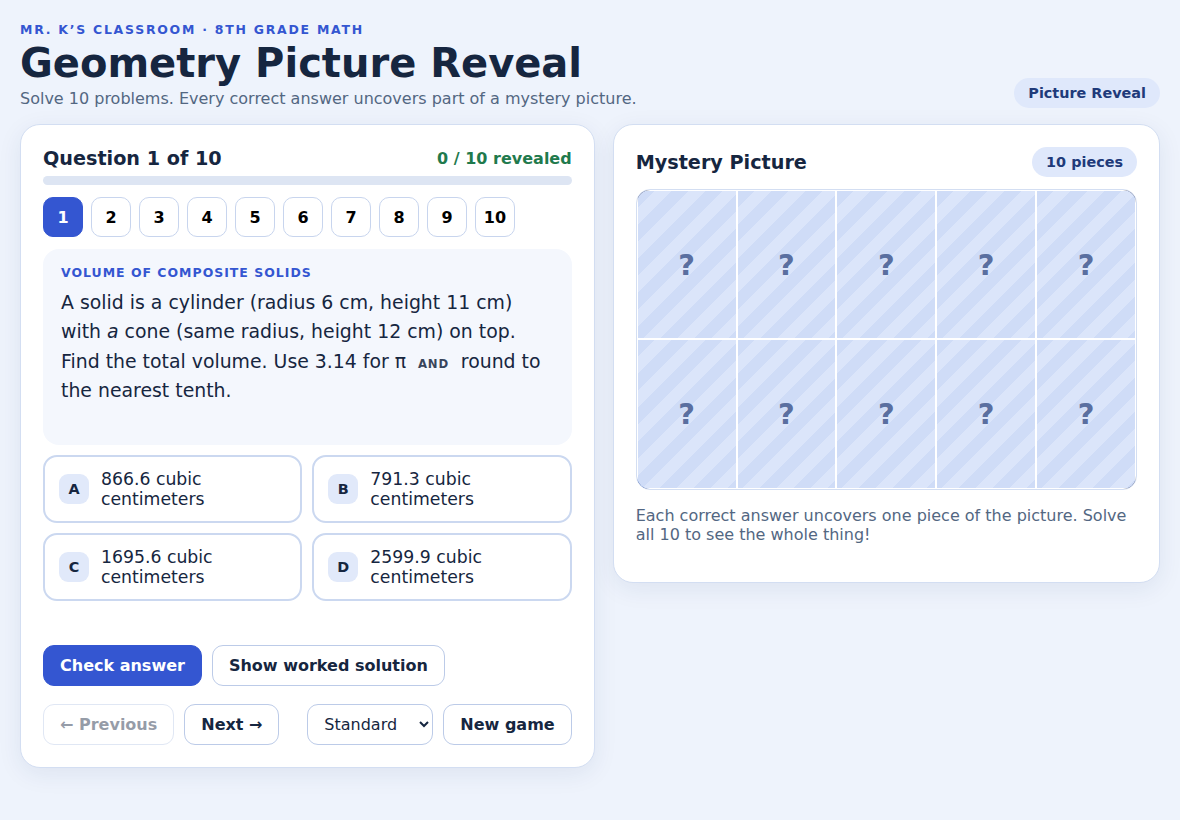 MR. K’S CLASSROOM · 8TH GRADE MATH
Geometry Picture Reveal
Solve 10 problems. Every correct answer uncovers part of a mystery picture.
Picture Reveal
Question 1 of 10
0 / 10 revealed
1 2 3 4 5 6 7 8 9 10
VOLUME OF COMPOSITE SOLIDS
A solid is a cylinder (radius 6 cm, height 11 cm)
with a cone (same radius, height 12 cm) on top.
Find the total volume. Use 3.14 for π AND round to
the nearest tenth.
A 866.6 cubic
centimeters
B 791.3 cubic
centimeters
C 1695.6 cubic
centimeters
D 2599.9 cubic
centimeters
Check answer
Show worked solution
← Previous
Next →
Standard
New game
Mystery Picture
10 pieces
? ? ? ? ?
? ? ? ? ?
Each correct answer uncovers one piece of the picture. Solve
all 10 to see the whole thing!